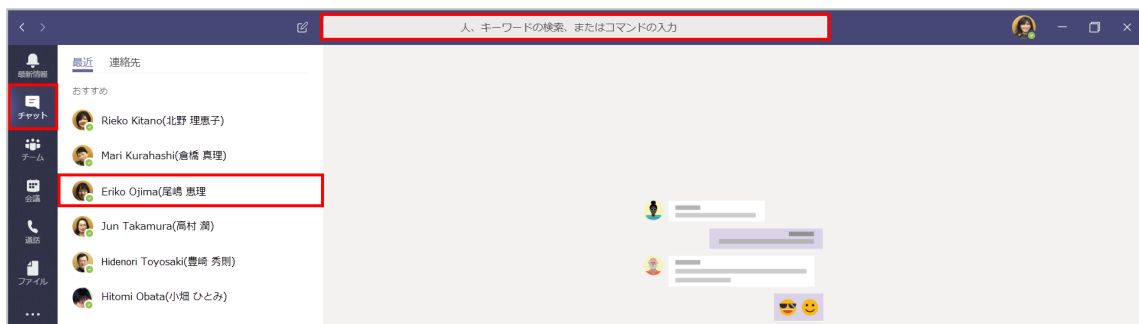 人、キーワードの検索、またはコマンドの入力
最新情報
チャット
チーム
会議
通話
ファイル
最近 連絡先
おすすめ
Rieko Kitano(北野 理恵子)
Mari Kurahashi(倉橋 真理)
Eriko Ojima(尾嶋 恵理
Jun Takamura(高村 潤)
Hidenori Toyosaki(豊崎 秀則)
Hitomi Obata(小畑 ひとみ)